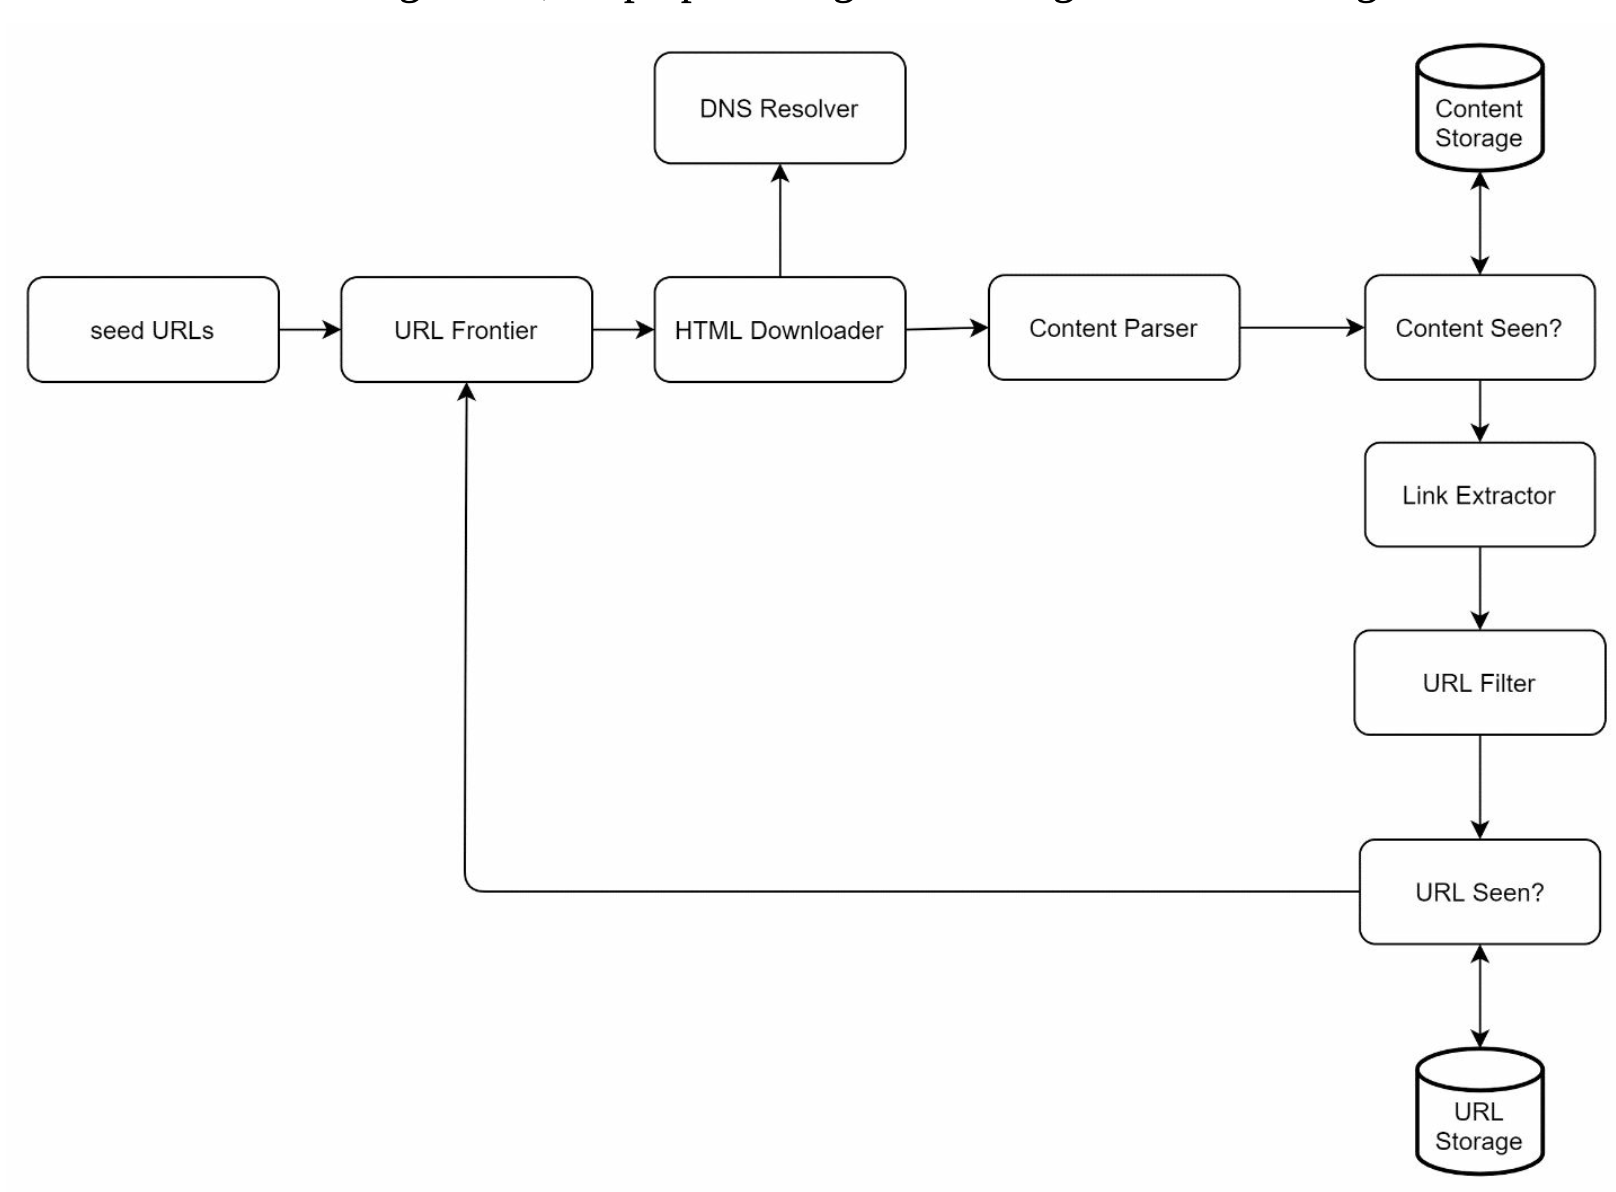 DNS Resolver
Content
Storage
seed URLs
URL Frontier
HTML Downloader
Content Parser
Content Seen?
Link Extractor
URL Filter
URL Seen?
URL
Storage